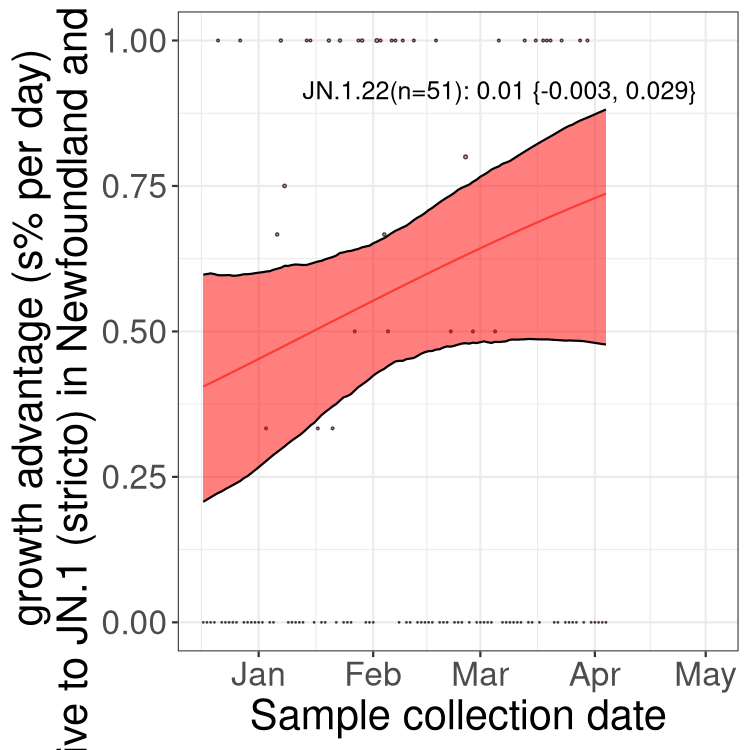 growth advantage (s% per day)
ive to JN.1 (stricto) in Newfoundland and
1.00
0.75
0.50
0.25
0.00
JN.1.22(n=51): 0.01 {-0.003, 0.029}
Jan Feb Mar Apr May
Sample collection date